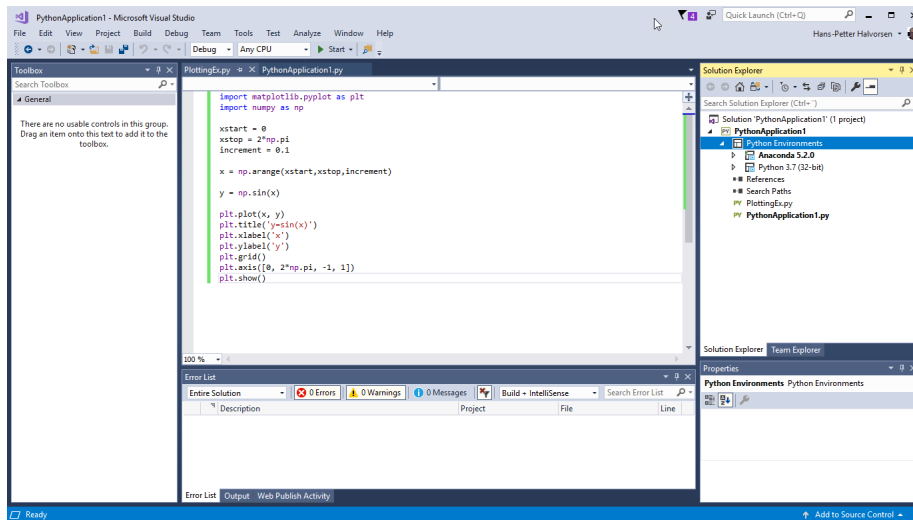 PythonApplication1 - Microsoft Visual Studio
4
Quick Launch (Ctrl+Q)
File Edit View Project Build Debug Team Tools Test Analyze Window Help
Hans-Petter Halvorsen
Debug Any CPU Start
Toolbox
Search Toolbox
General
There are no usable controls in this group.
Drag an item onto this text to add it to the
toolbox.
PlottingEx.py PythonApplication1.py
import matplotlib.pyplot as plt
import numpy as np
xstart = 0
xstop = 2*np.pi
increment = 0.1
x = np.arange(xstart,xstop,increment)
y = np.sin(x)
plt.plot(x, y)
plt.title('y=sin(x)')
plt.xlabel('x')
plt.ylabel('y')
plt.grid()
plt.axis([0, 2*np.pi, -1, 1])
plt.show()
100 %
Error List
Entire Solution 0 Errors 0 Warnings 0 Messages Build + IntelliSense Search Error List
Description Project File Line
Error List Output Web Publish Activity
Solution Explorer
Search Solution Explorer (Ctrl+¨)
Solution 'PythonApplication1' (1 project)
PY PythonApplication1
Python Environments
Anaconda 5.2.0
Python 3.7 (32-bit)
References
Search Paths
PY PlottingEx.py
PY PythonApplication1.py
Solution Explorer Team Explorer
Properties
Python Environments Python Environments
Ready
Add to Source Control